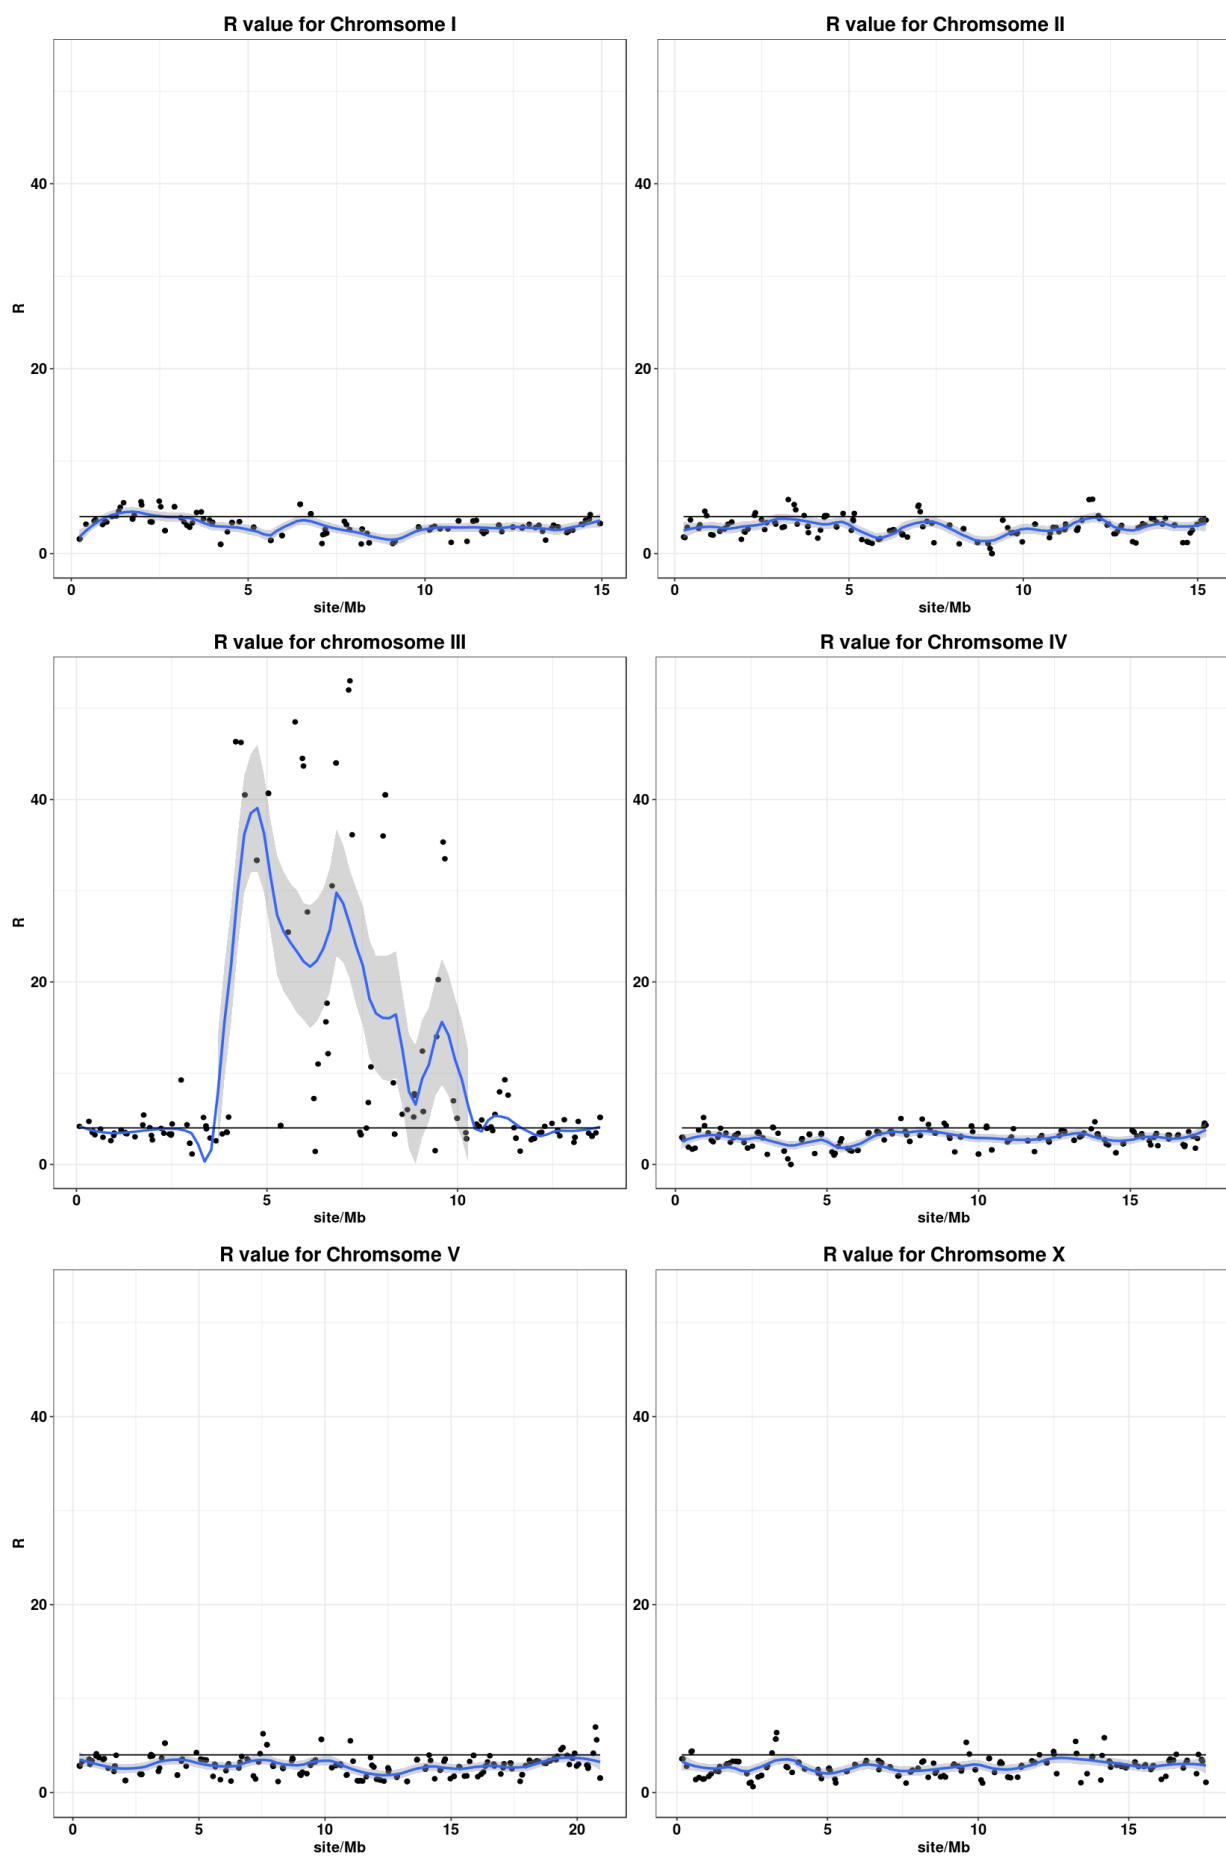 R value for Chromsome I
R value for Chromsome II
40
20
0
R
0 5 10 15
site/Mb
40
20
0
0 5 10 15
site/Mb
R value for chromosome III
R value for Chromsome IV
40
20
0
R
0 5 10
site/Mb
40
20
0
0 5 10 15
site/Mb
R value for Chromsome V
R value for Chromsome X
40
20
0
R
0 5 10 15 20
site/Mb
40
20
0
0 5 10 15
site/Mb